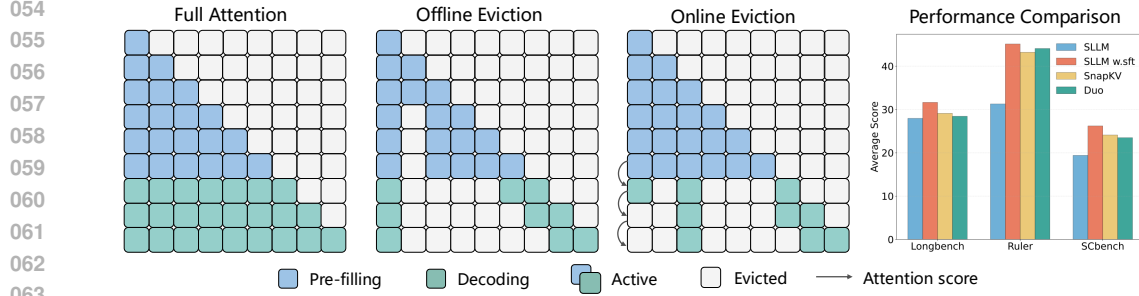 054
055
056
057
058
059
060
061
062
063
Full Attention
Offline Eviction
Online Eviction
Performance Comparison
SLLM
SLLM w.sft
SnapKV
Duo
Average Score
40
30
20
10
0
Longbench
Ruler
SCbench
Pre-filling
Decoding
Active
Evicted
Attention score